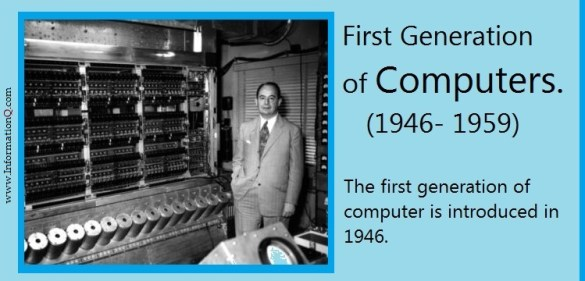 www.InformationQ.com
First Generation
of Computers.
(1946- 1959)
The first generation of
computer is introduced in
1946.